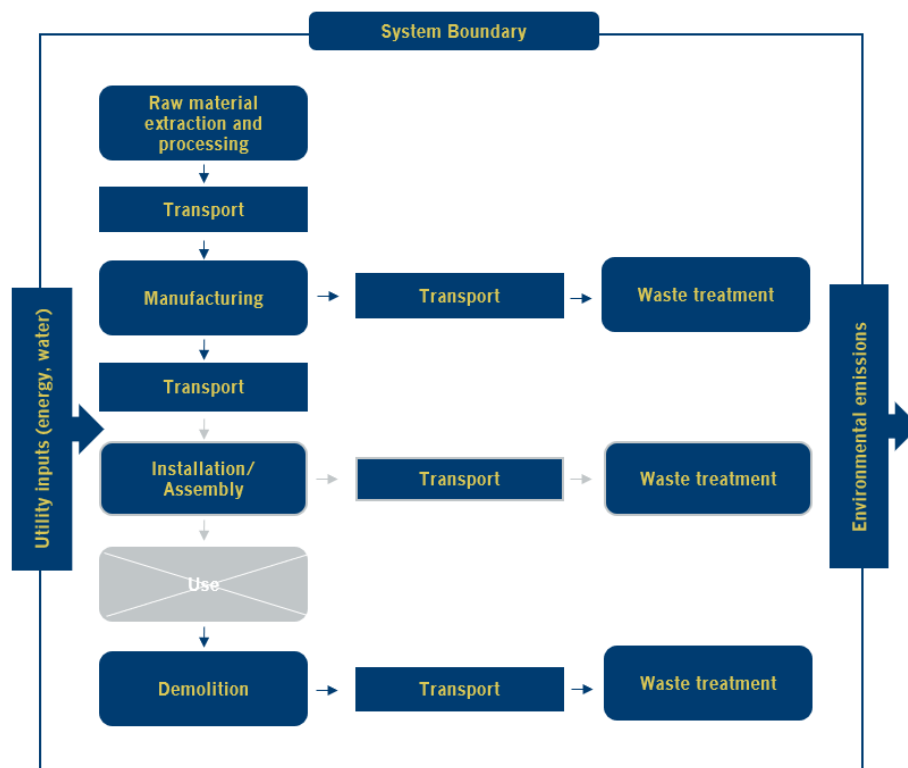 System Boundary
Raw material
extraction and
processing
Transport
Manufacturing
Transport
Waste treatment
Transport
Installation/
Assembly
Transport
Waste treatment
Use
Demolition
Transport
Waste treatment
Utility inputs (energy, water)
Environmental emissions